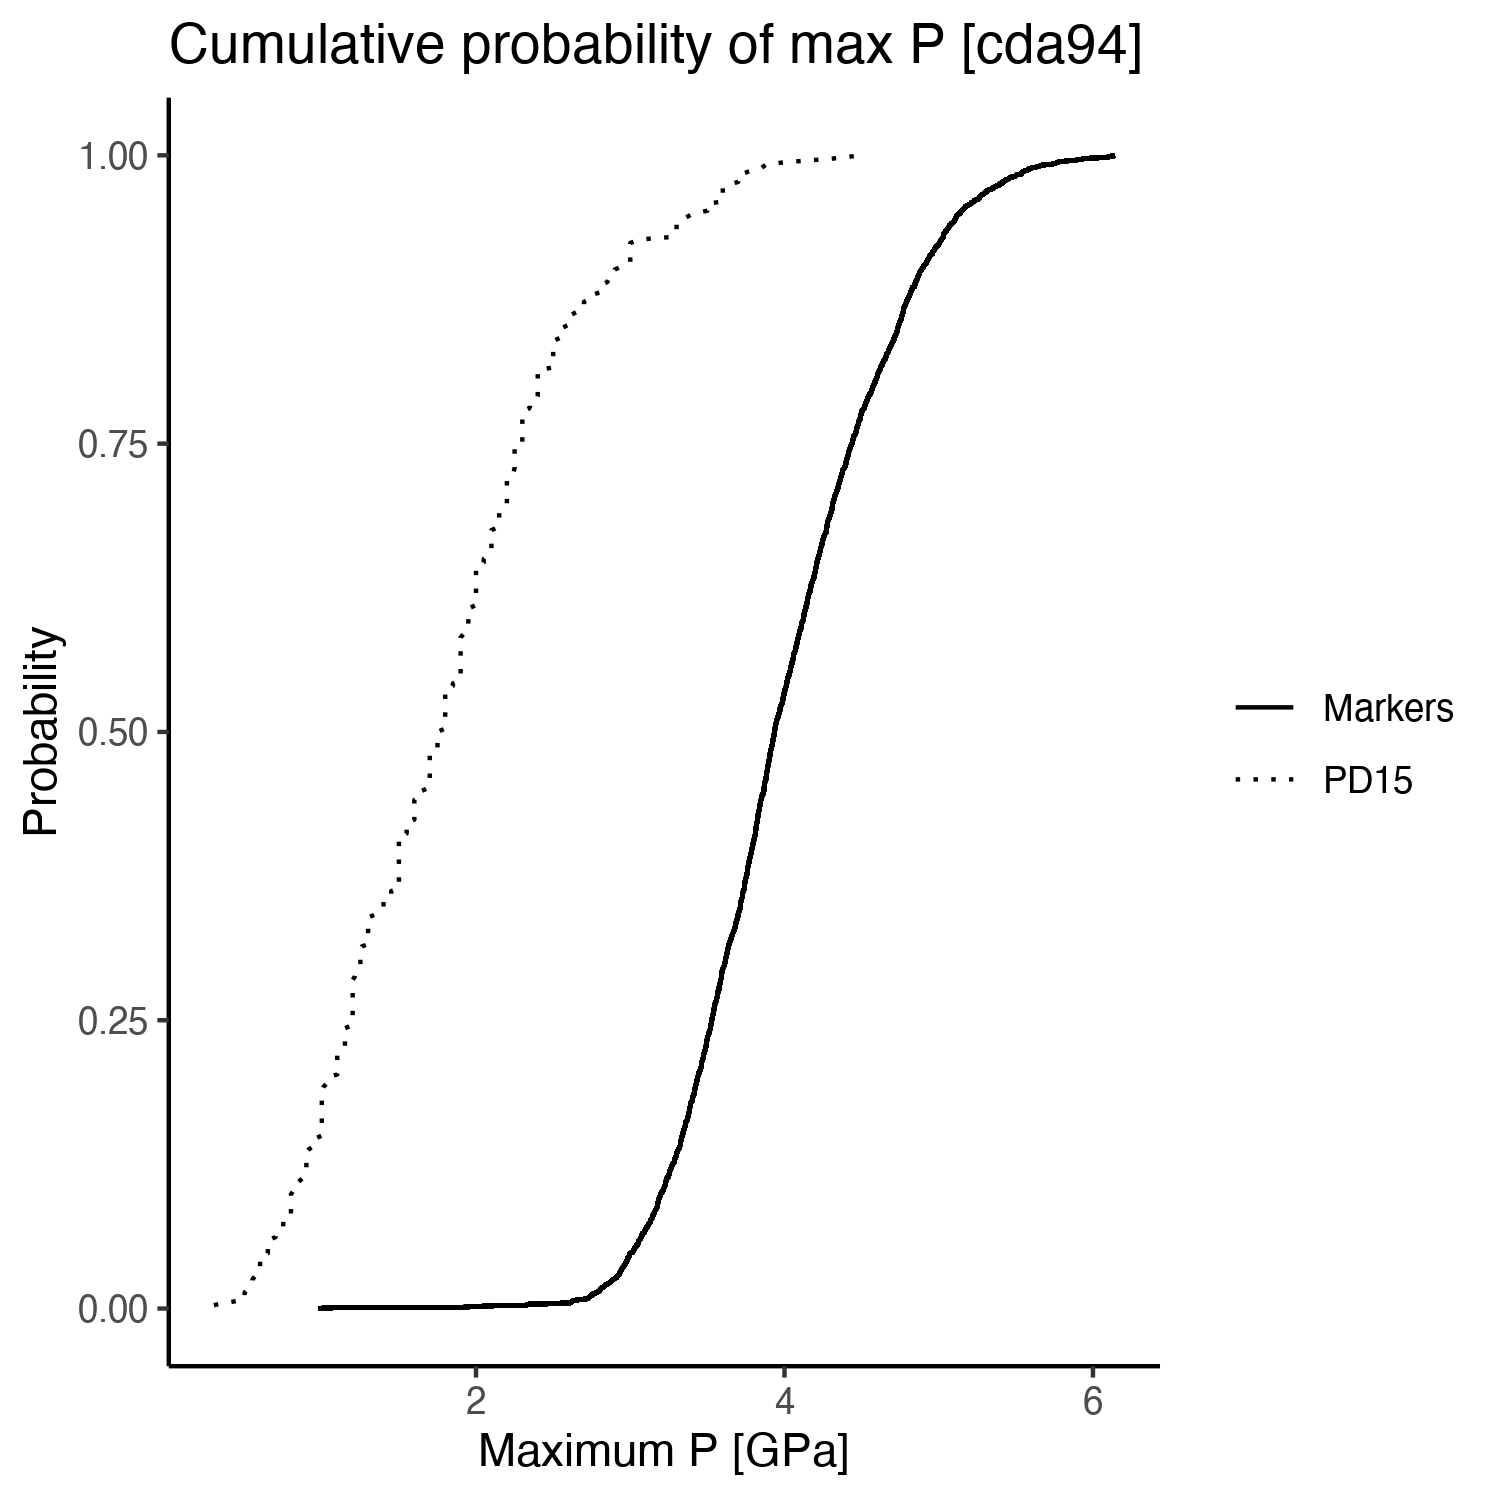 Cumulative probability of max P [cda94]
1.00
0.75
0.50
0.25
0.00
Probability
2 4 6
Maximum P [GPa]
Markers
PD15